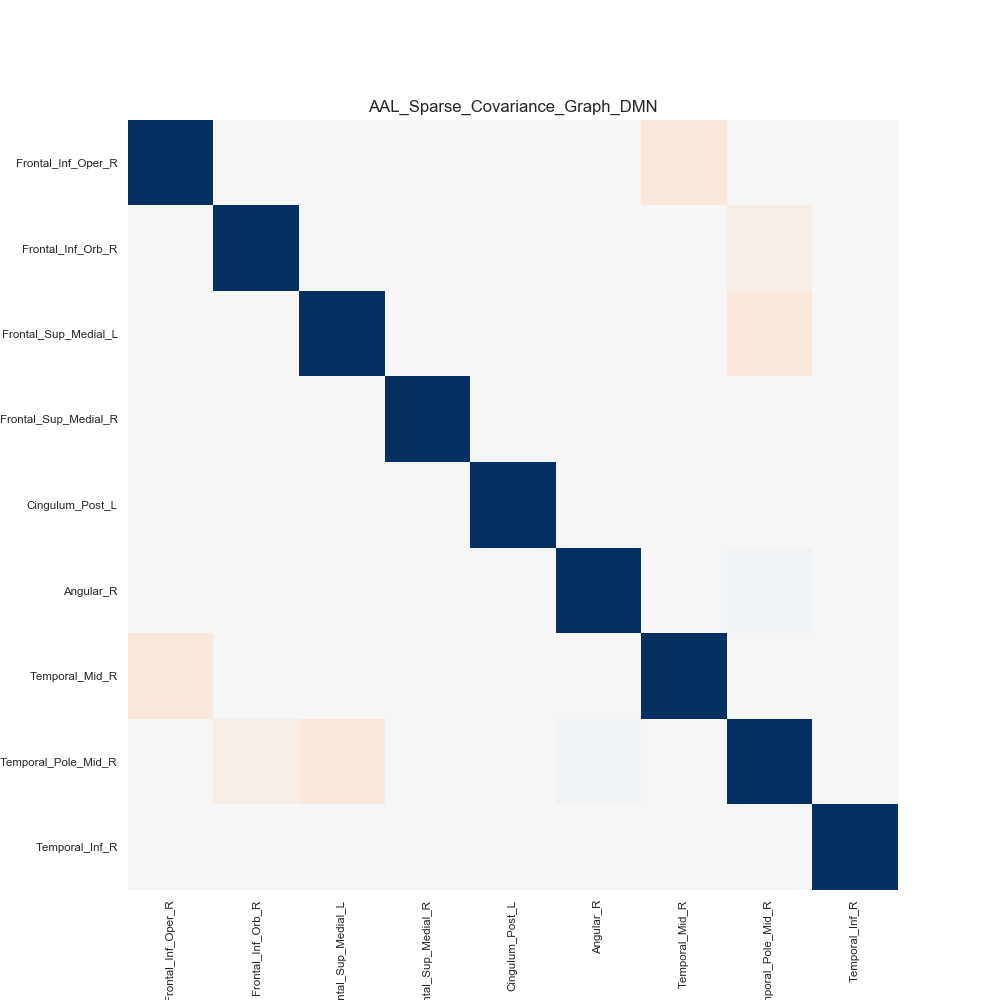 AAL_Sparse_Covariance_Graph_DMN
Frontal_Inf_Oper_R
Frontal_Inf_Orb_R
Frontal_Sup_Medial_L
Frontal_Sup_Medial_R
Cingulum_Post_L
Angular_R
Temporal_Mid_R
Temporal_Pole_Mid_R
Temporal_Inf_R
Frontal_Inf_Oper_R
Frontal_Inf_Orb_R
ntal_Sup_Medial_L
ntal_Sup_Medial_R
Cingulum_Post_L
Angular_R
Temporal_Mid_R
mporal_Pole_Mid_R
Temporal_Inf_R